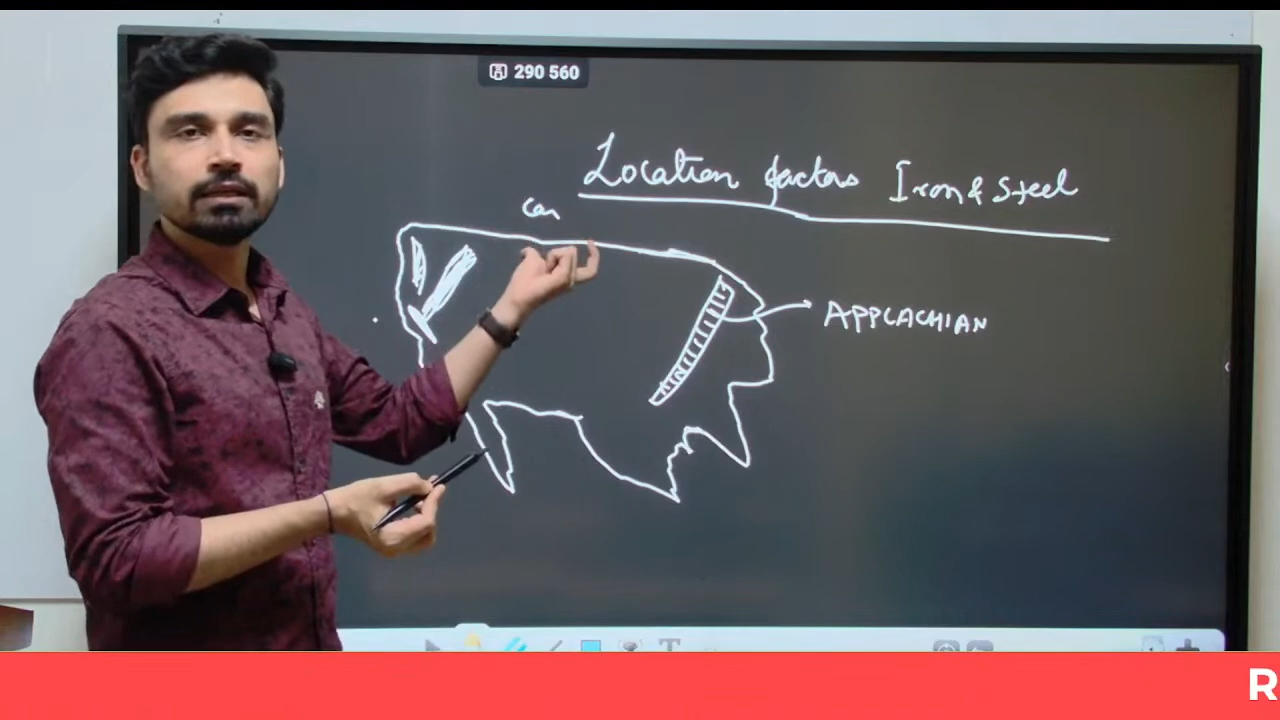 290 560
Location factors Iron & Steel
Can
APPLACHIAN
R